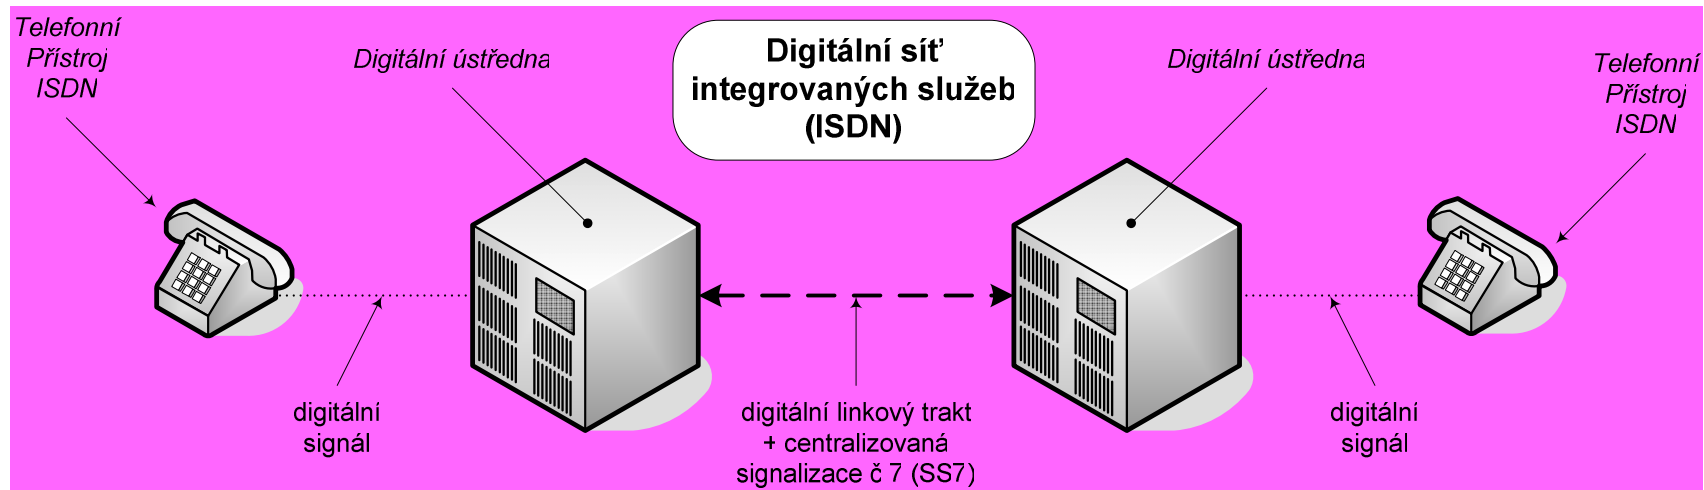 Telefonní
Přístroj
ISDN
Digitální ústředna
Digitální síť
integrovaných služeb
(ISDN)
Digitální ústředna
Telefonní
Přístroj
ISDN
digitální
signál
digitální linkový trakt
+ centralizovaná
signalizace č 7 (SS7)
digitální
signál